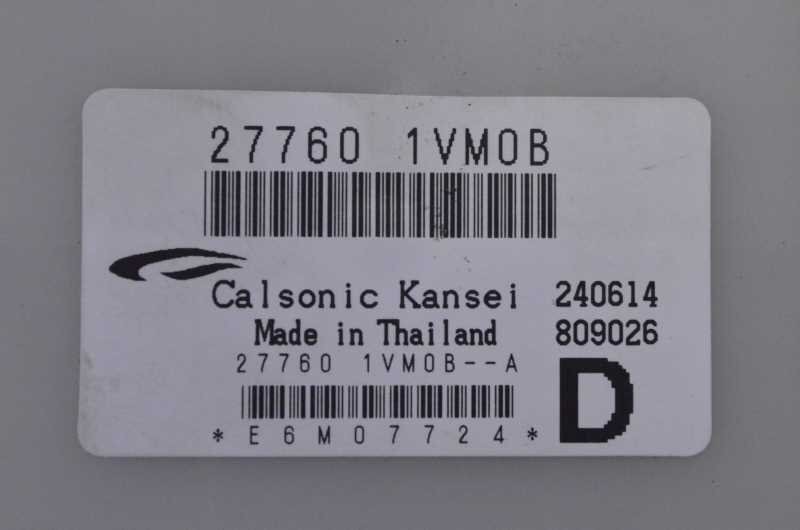 27760 1VM0B
Calsonic Kansei 240614
Made in Thailand 809026
27760 1VM0B--A
*E6M07724*
D